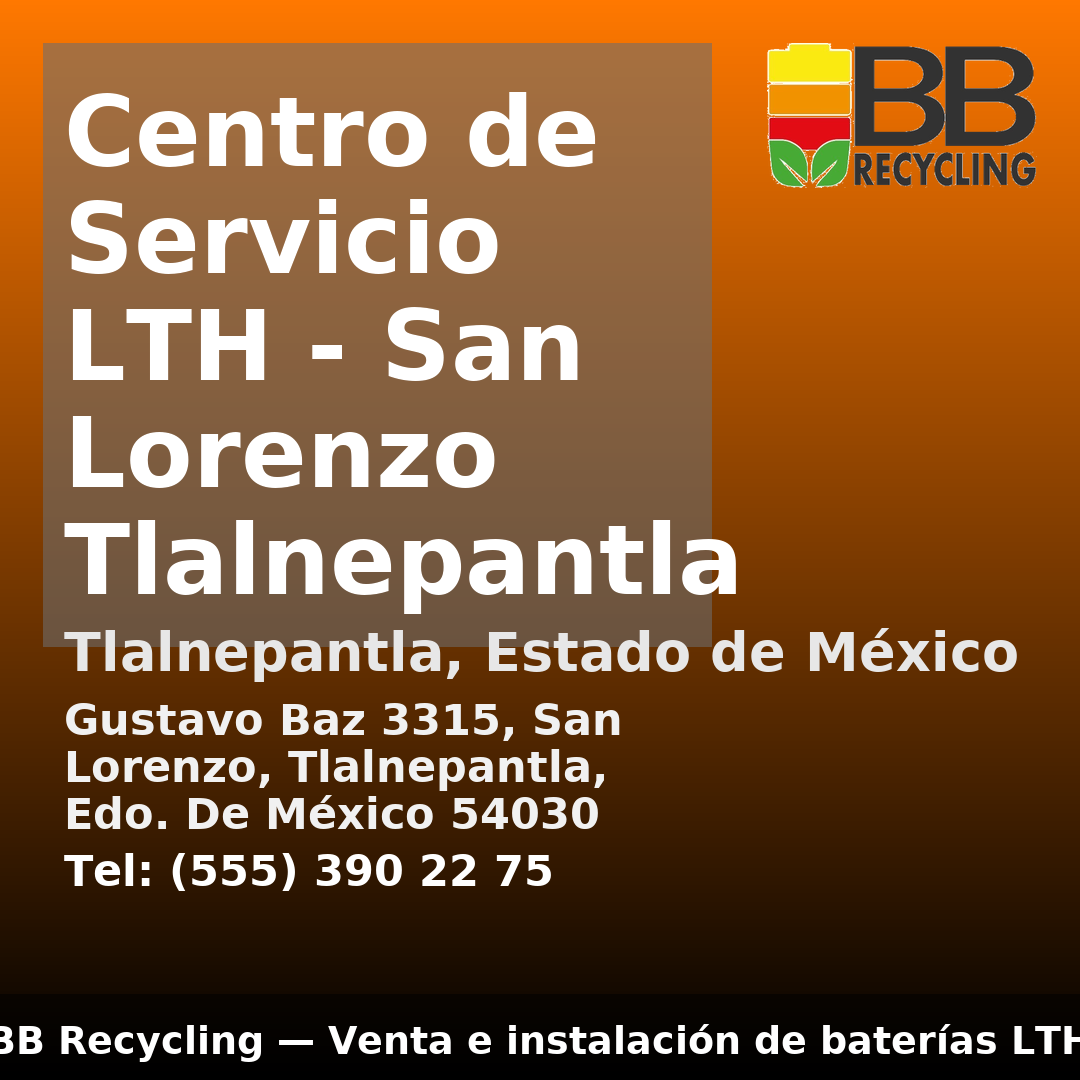 Centro de
Servicio
LTH - San
Lorenzo
Tlalnepantla
BB
RECYCLING
Tlalnepantla, Estado de México
Gustavo Baz 3315, San
Lorenzo, Tlalnepantla,
Edo. De México 54030
Tel: (555) 390 22 75
BB Recycling — Venta e instalación de baterías LTH